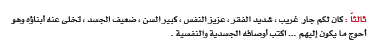 ثالثاً : كان لكم جار غريب ، شديد الفقر ، عزيز النفس ، كبير السن ، ضعيف الجسد ، تخلى عنه أبناؤه وهو
أحوج ما يكون إليهم ... اكتب أوصافه الجسدية والنفسية .